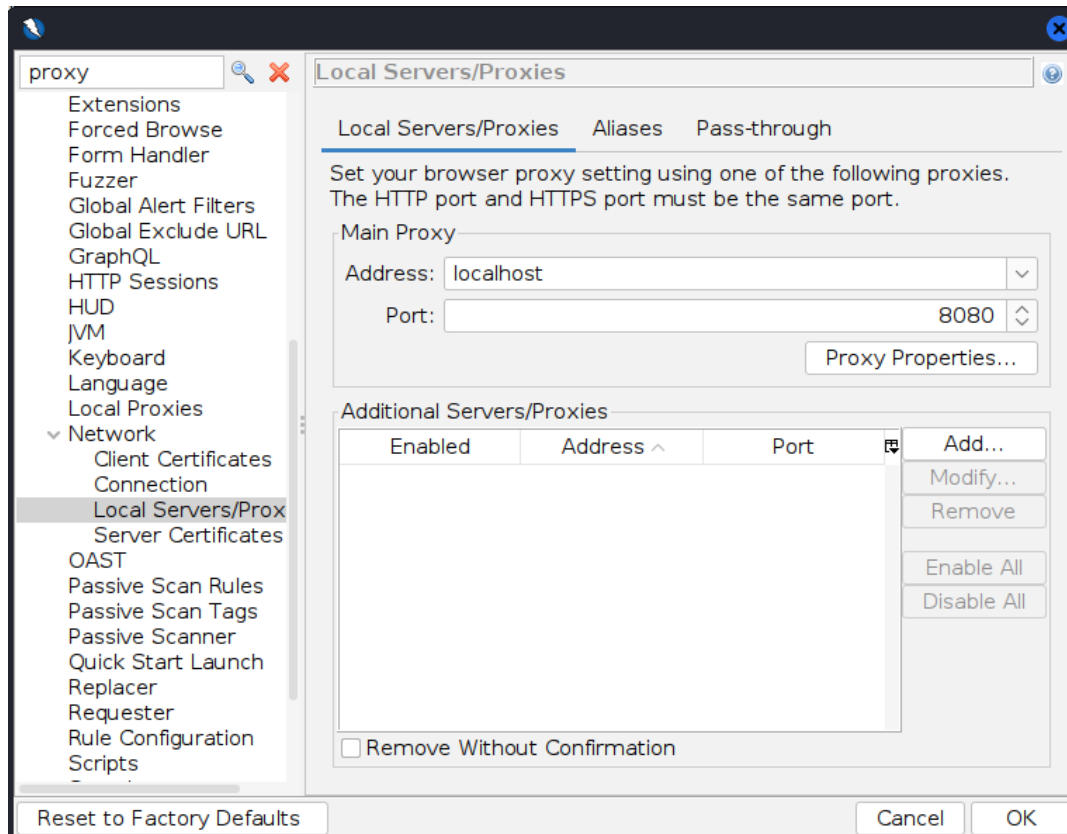 proxy
Extensions
Forced Browse
Form Handler
Fuzzer
Global Alert Filters
Global Exclude URL
GraphQL
HTTP Sessions
HUD
JVM
Keyboard
Language
Local Proxies
Network
Client Certificates
Connection
Local Servers/Prox
Server Certificates
OAST
Passive Scan Rules
Passive Scan Tags
Passive Scanner
Quick Start Launch
Replacer
Requester
Rule Configuration
Scripts
Local Servers/Proxies
Local Servers/Proxies Aliases Pass-through
Set your browser proxy setting using one of the following proxies.
The HTTP port and HTTPS port must be the same port.
Main Proxy
Address: localhost
Port: 8080
Proxy Properties...
Additional Servers/Proxies
Enabled Address Port
Add...
Modify...
Remove
Enable All
Disable All
Remove Without Confirmation
Reset to Factory Defaults
Cancel OK